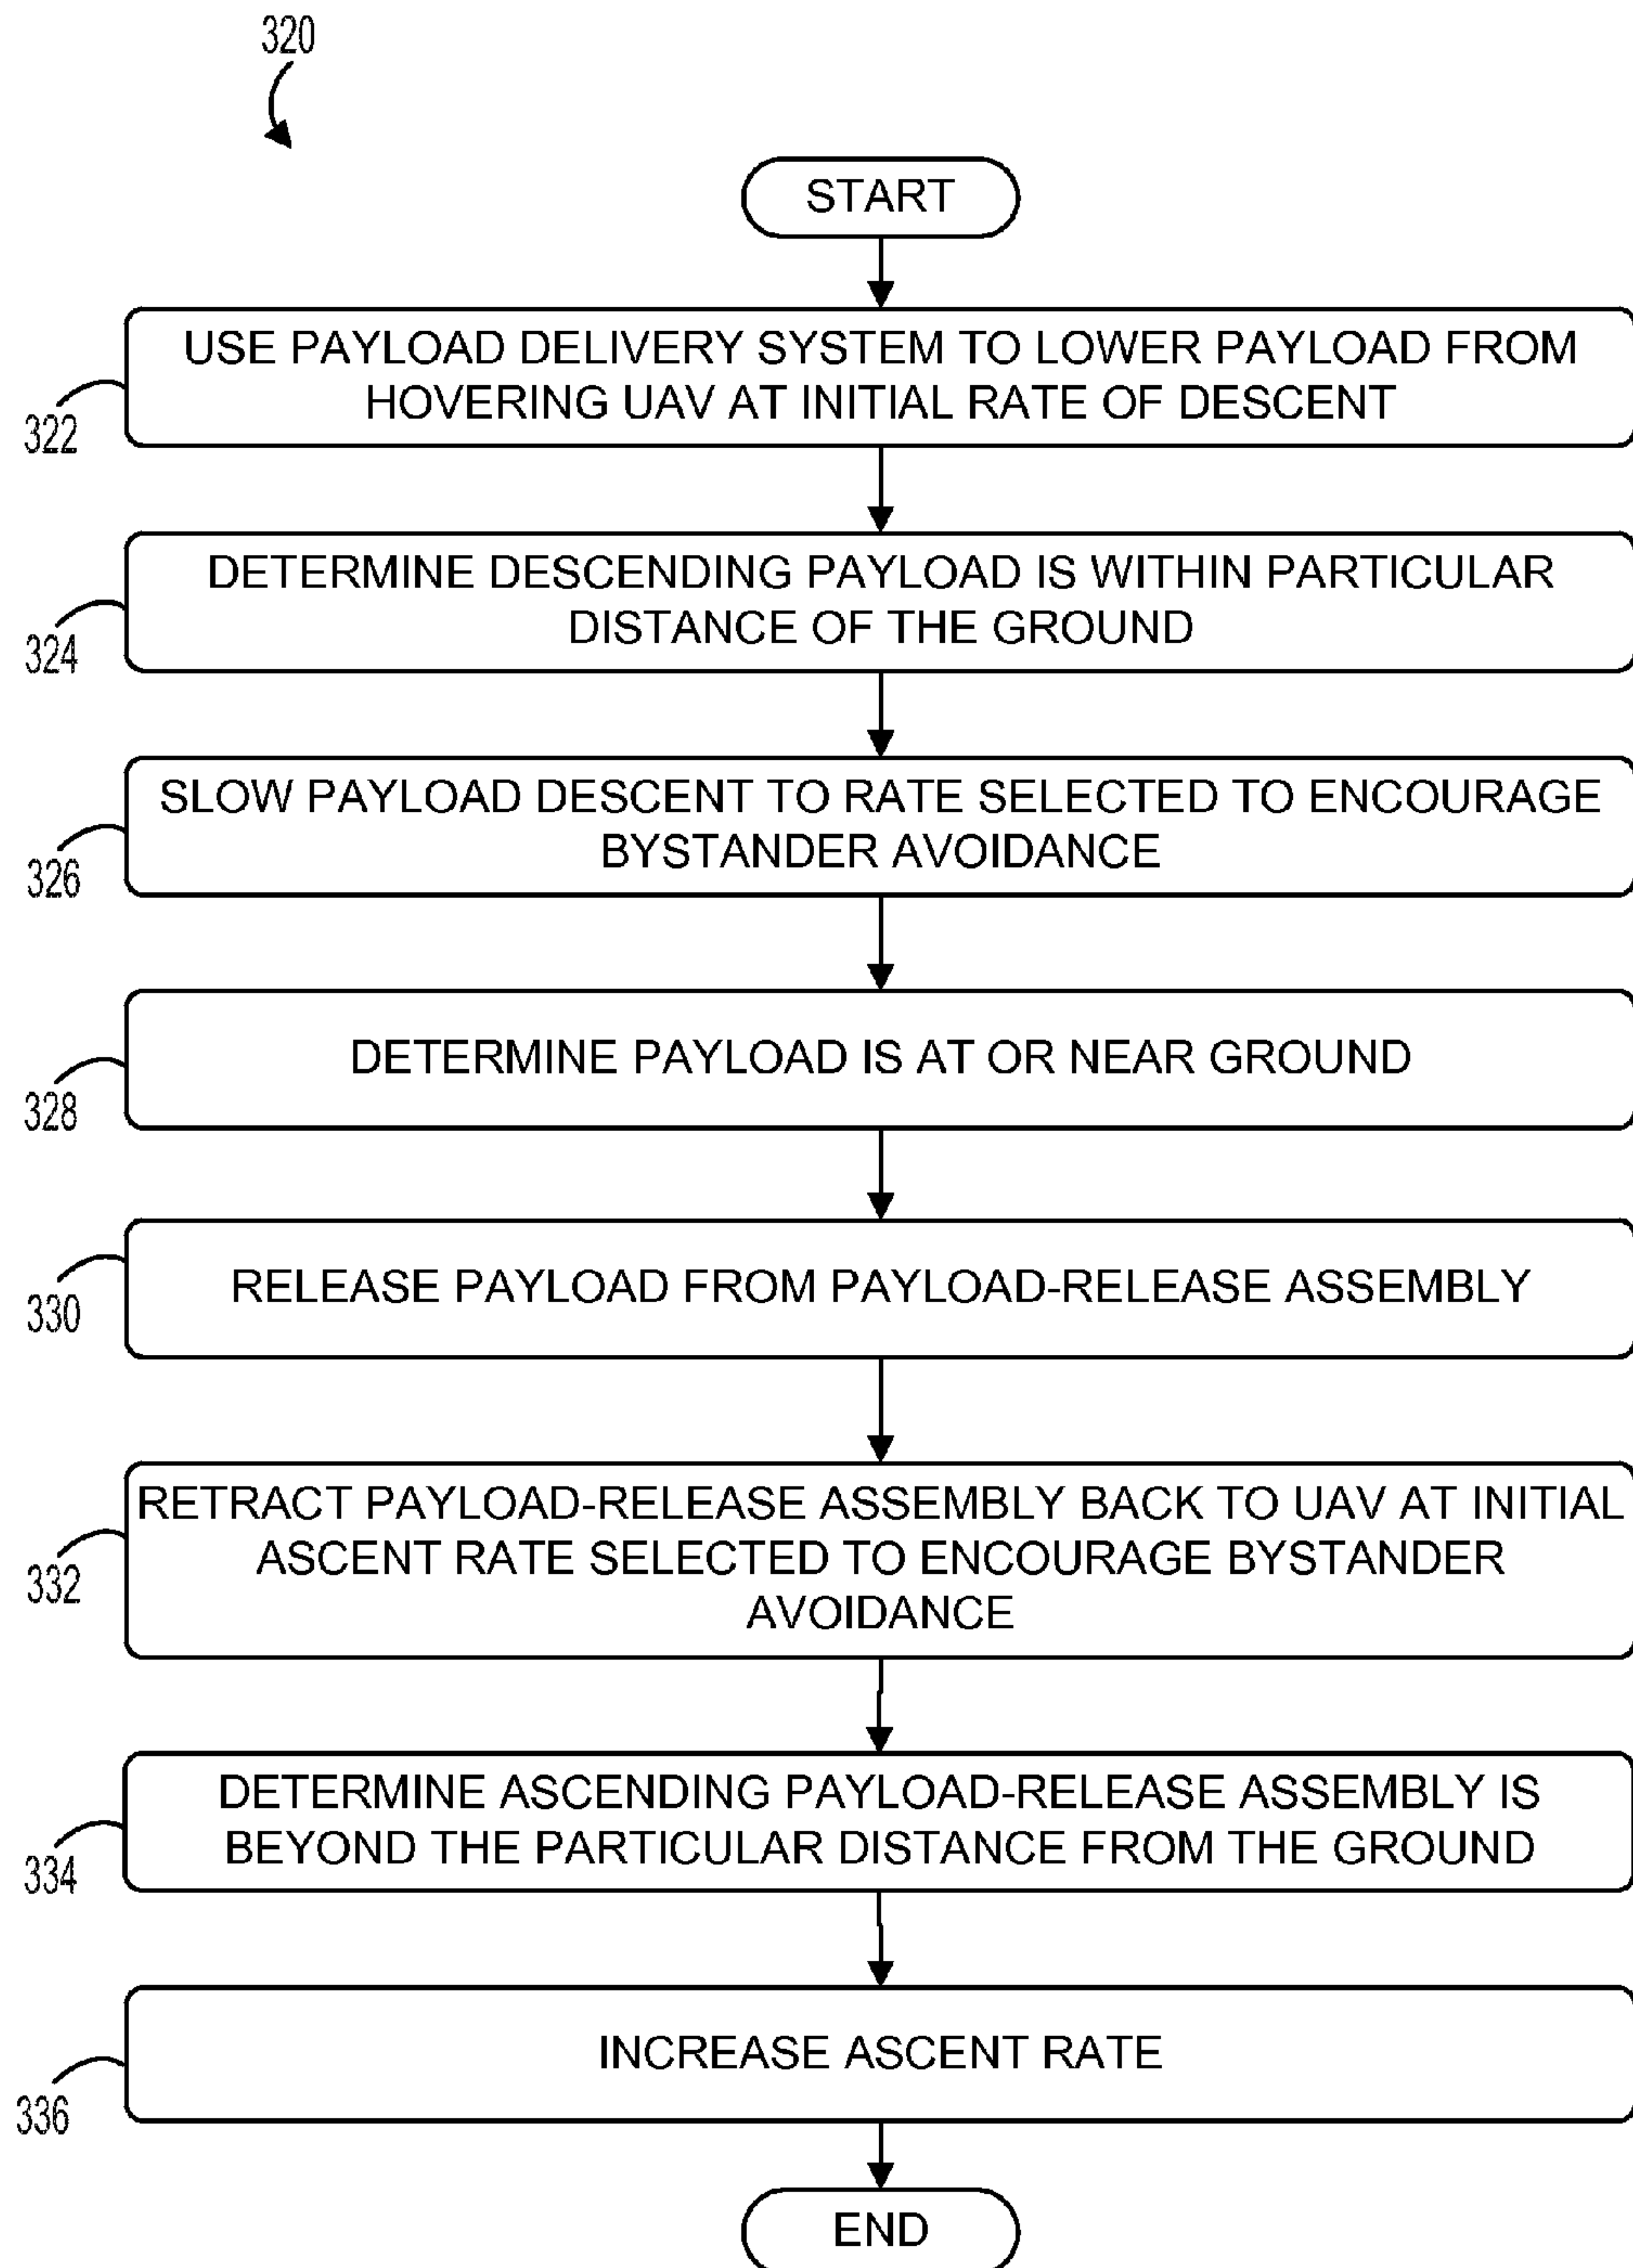 320
START
USE PAYLOAD DELIVERY SYSTEM TO LOWER PAYLOAD FROM
HOVERING UAV AT INITIAL RATE OF DESCENT
322
DETERMINE DESCENDING PAYLOAD IS WITHIN PARTICULAR
DISTANCE OF THE GROUND
324
SLOW PAYLOAD DESCENT TO RATE SELECTED TO ENCOURAGE
BYSTANDER AVOIDANCE
326
DETERMINE PAYLOAD IS AT OR NEAR GROUND
328
RELEASE PAYLOAD FROM PAYLOAD-RELEASE ASSEMBLY
330
RETRACT PAYLOAD-RELEASE ASSEMBLY BACK TO UAV AT INITIAL
ASCENT RATE SELECTED TO ENCOURAGE BYSTANDER
AVOIDANCE
332
DETERMINE ASCENDING PAYLOAD-RELEASE ASSEMBLY IS
BEYOND THE PARTICULAR DISTANCE FROM THE GROUND
334
INCREASE ASCENT RATE
336
END